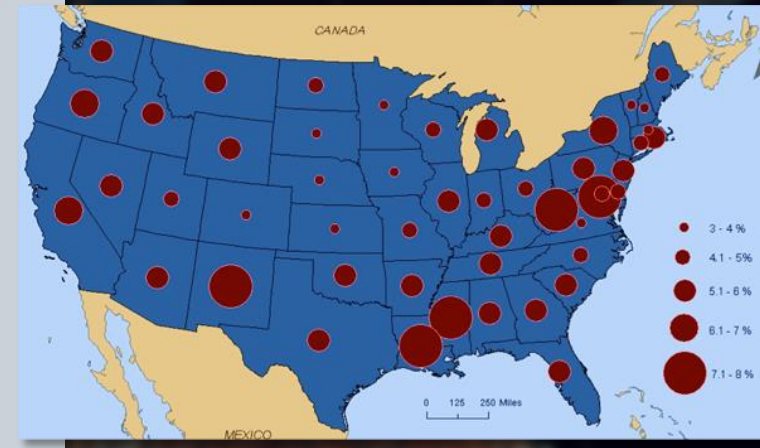 CANADA
3 - 4 %
4.1 - 5%
5.1 - 6 %
6.1 - 7 %
7.1 - 8 %
0 125 250 Miles
MEXICO